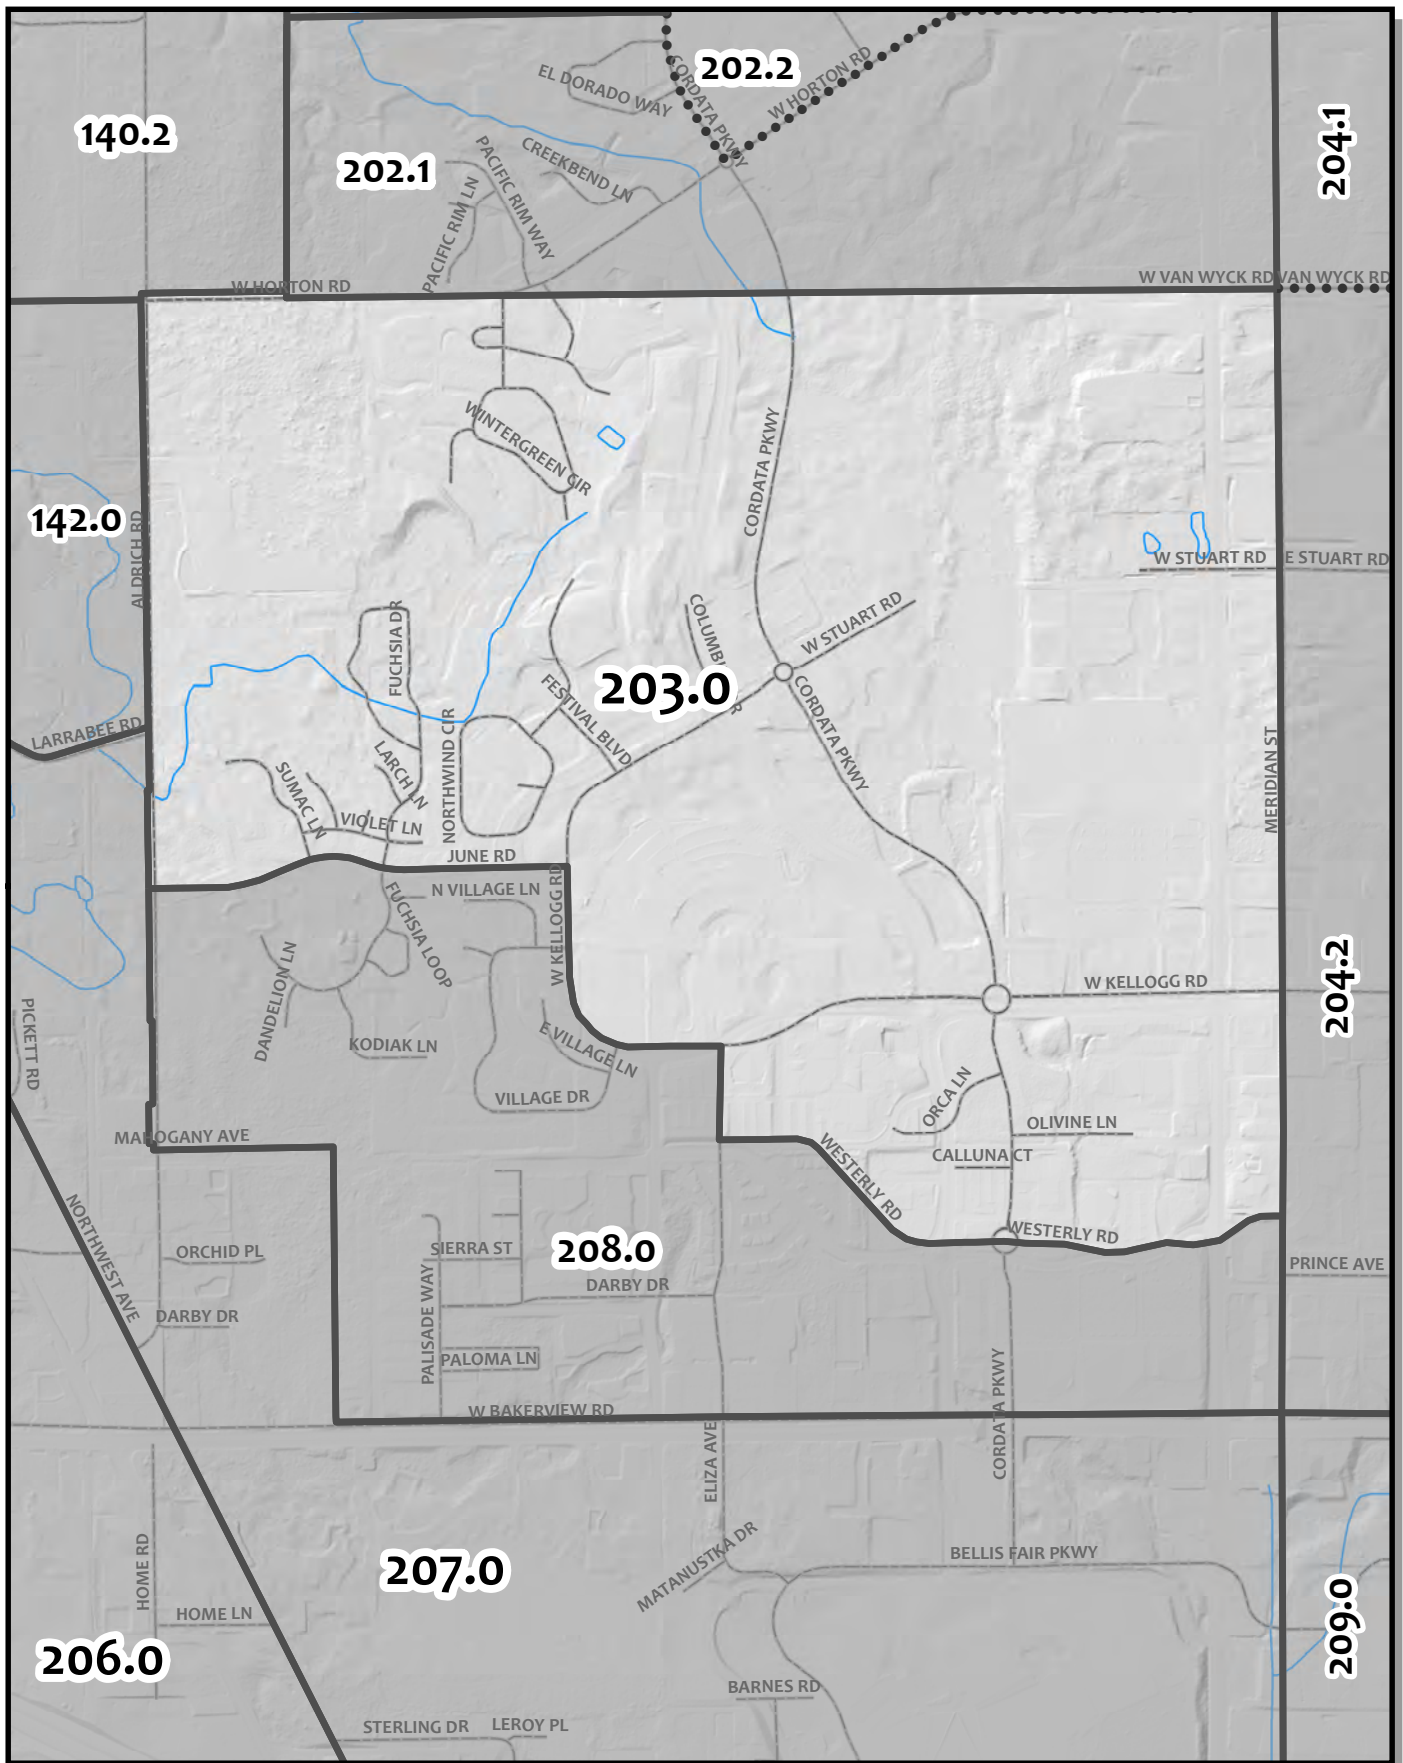 202.2
EL DORADO WAY
CORDATA PKWY
W HORTON RD
140.2
202.1
204.1
PACIFIC RIM WAY
CREEKBEND LN
PACIFIC RIM LN
W HORTON RD
W VAN WYCK RD
VAN WYCK RD
WINTERGREEN CIR
CORDATA PKWY
142.0
ALDRICH RD
W STUART RD
E STUART RD
FUCHSIA DR
W STUART RD
203.0
FESTIVAL BLVD
CORDATA PKWY
LARRABEE RD
NORTHWIND CIR
LARCH LN
SUMAC LN
VIOLET LN
MERIDIAN ST
JUNE RD
N VILLAGE LN
FUCHSIA LOOP
W KELLOGG RD
DANDELION LN
W KELLOGG RD
204.2
PICKETT RD
KODIAK LN
E VILLAGE LN
VILLAGE DR
ORCA LN
OLIVINE LN
MAHOGANY AVE
CALLUNA CT
WESTERLY RD
WESTERLY RD
NORTHWEST AVE
ORCHID PL
SIERRA ST
208.0
PRINCE AVE
DARBY DR
PALISADE WAY
DARBY DR
PALOMA LN
CORDATA PKWY
W BAKERVIEW RD
ELIZA AVE
HOME RD
207.0
MATANUSTKA DR
BELLIS FAIR PKWY
HOME LN
209.0
206.0
BARNES RD
STERLING DR
LEROY PL